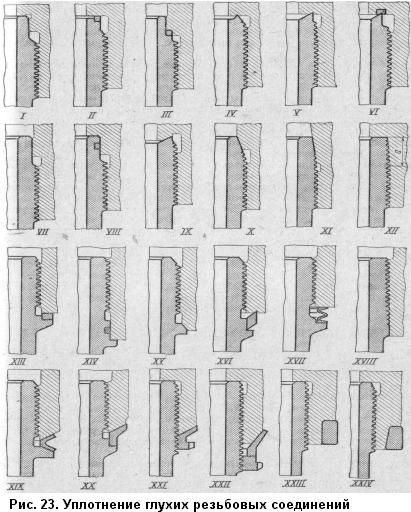 I II III IV V VI
VII VIII IX X XI XII
XIII XIV XV XVI XVII XVIII
XIX XX XXI XXII XXIII XXIV
Рис. 23. Уплотнение глухих резьбовых соединений